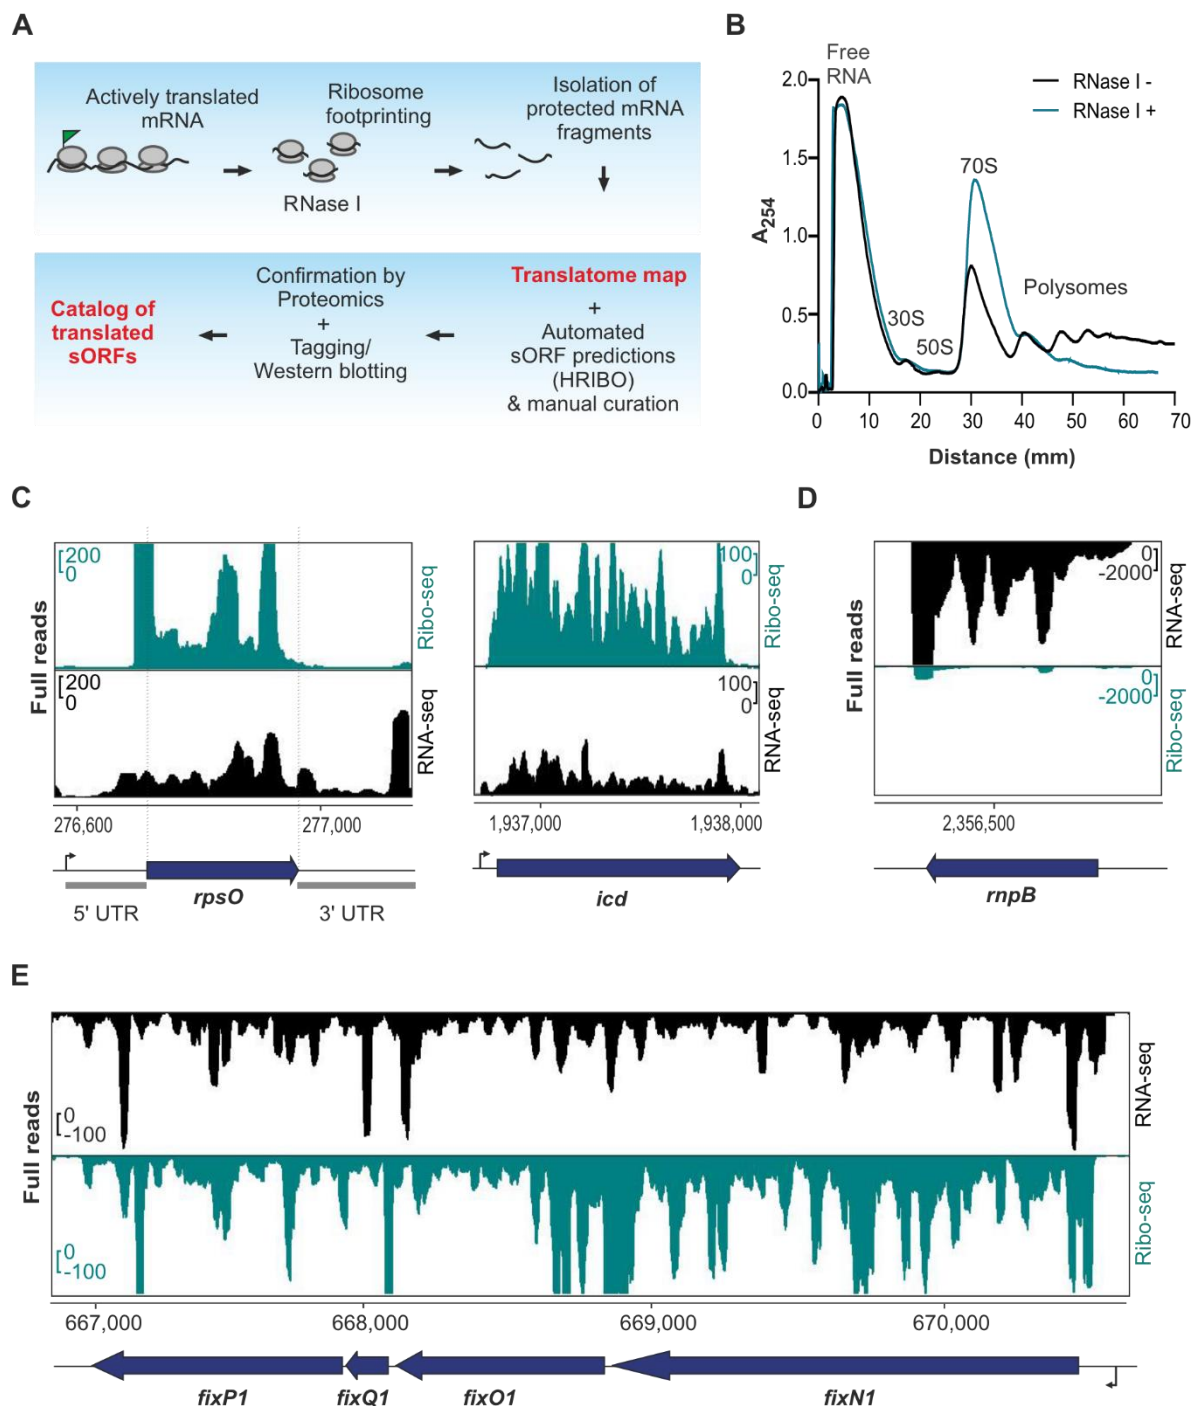 A
Actively translated
mRNA
Ribosome
footprinting
RNase I
Isolation of
protected mRNA
fragments
Translatome map
+
Automated
sORF predictions
(HRIBO)
& manual curation
Confirmation by
Proteomics
+
Tagging/
Western blotting
Catalog of
translated
sORFs
B
Free
RNA
RNase I -
RNase I +
70S
30S
50S
Polysomes
A254
2.0
1.5
1.0
0.5
0.0
0 10 20 30 40 50 60 70
Distance (mm)
C
Full reads
200
0
Ribo-seq
200
0
RNA-seq
276,600 277,000
rpsO
5' UTR 3' UTR
100
0
Ribo-seq
100
0
RNA-seq
1,937,000 1,938,000
icd
D
Full reads
0
-2000
RNA-seq
0
-2000
Ribo-seq
2,356,500
rnpB
E
Full reads
0
-100
RNA-seq
Full reads
0
-100
Ribo-seq
667,000 668,000 669,000 670,000
fixP1 fixQ1 fixO1 fixN1